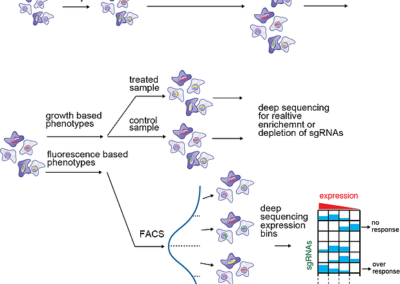 treated
sample
growth based
phenotypes
control
sample
deep sequencing
for realtive
enrichemnt or
depletion of sgRNAs
fluorescence based
phenotypes
FACS
deep
sequencing
expression
bins
expression
sgRNAs
no
response
over
response